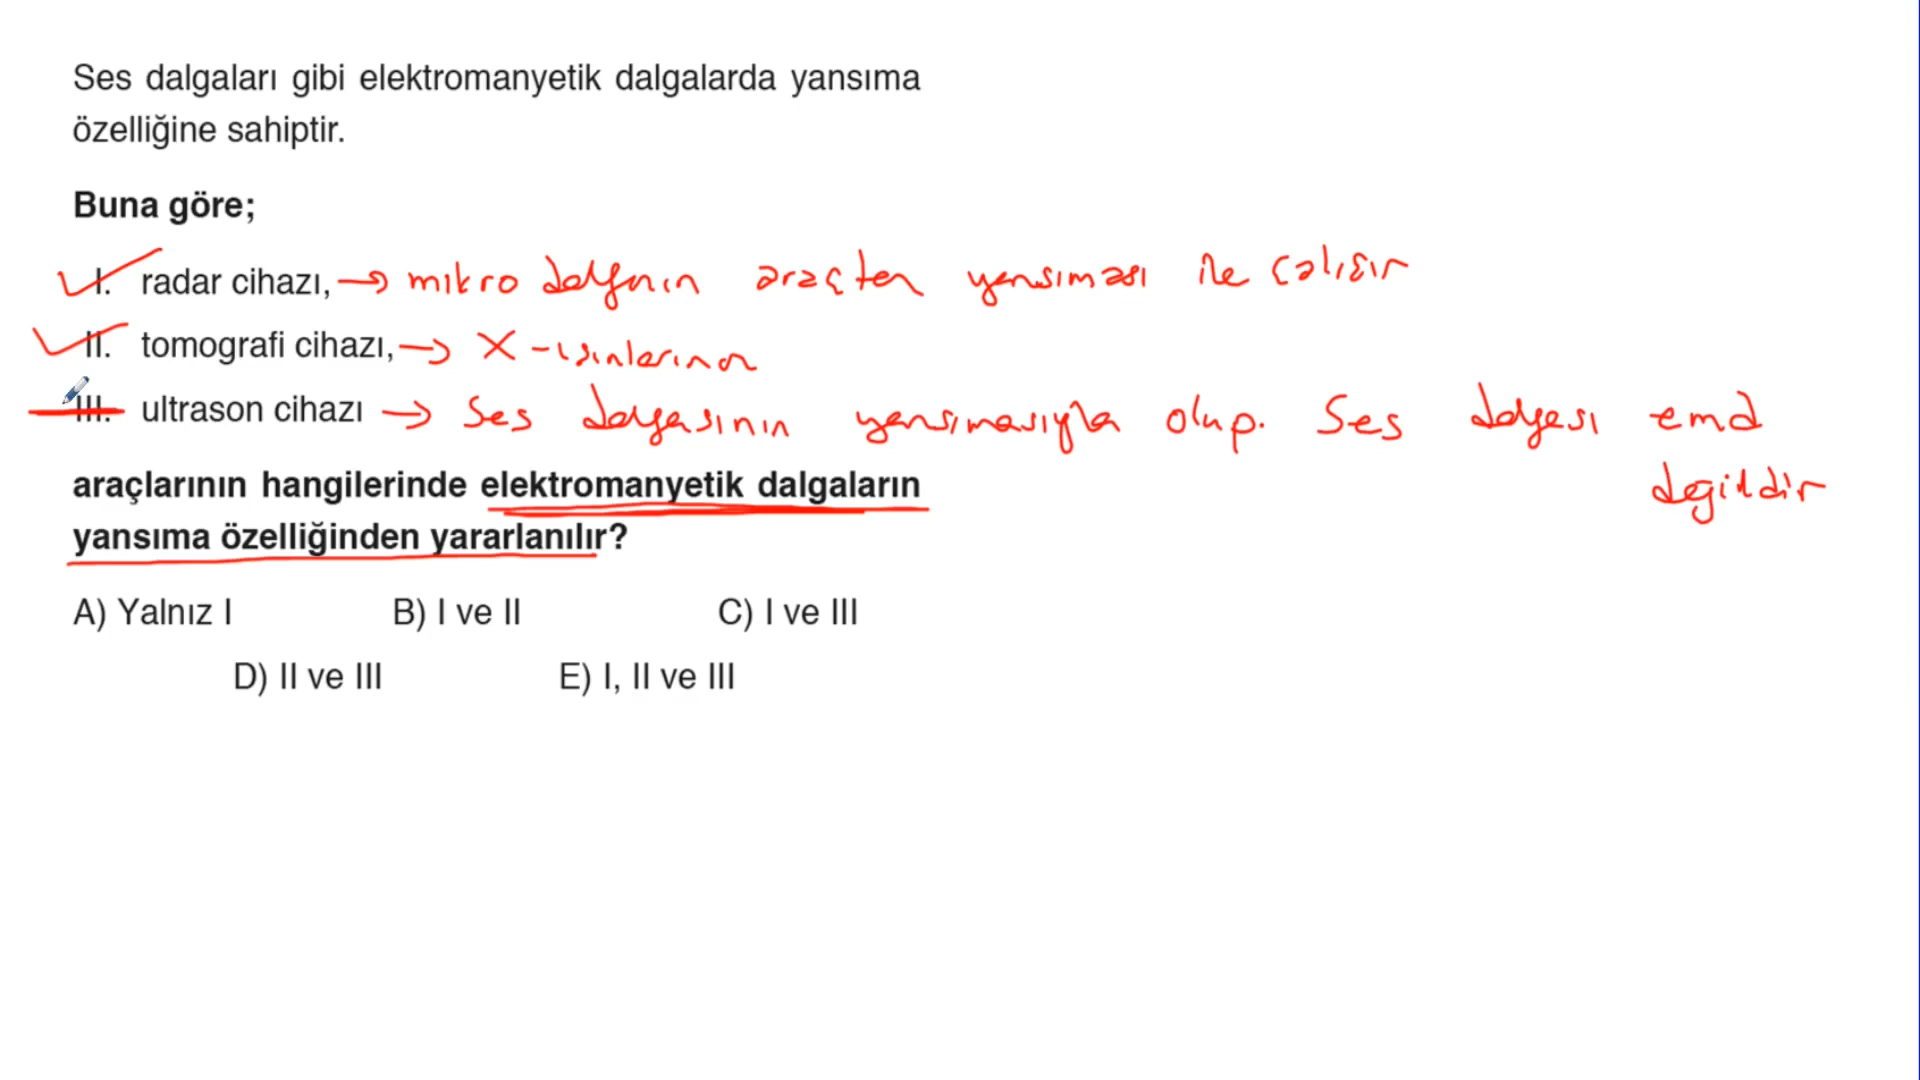 Ses dalgaları gibi elektromanyetik dalgalarda yansıma
özelliğine sahiptir.
Buna göre;
I. radar cihazı, → mikro dalganın araçtan yansıması ile çalışır
II. tomografi cihazı, → X-ışınlarının
III. ultrason cihazı → Ses dalgasının yansımasıyla olup. Ses dalgası emd
değildir
araçlarının hangilerinde elektromanyetik dalgaların
yansıma özelliğinden yararlanılır?
A) Yalnız I B) I ve II C) I ve III
D) II ve III E) I, II ve III